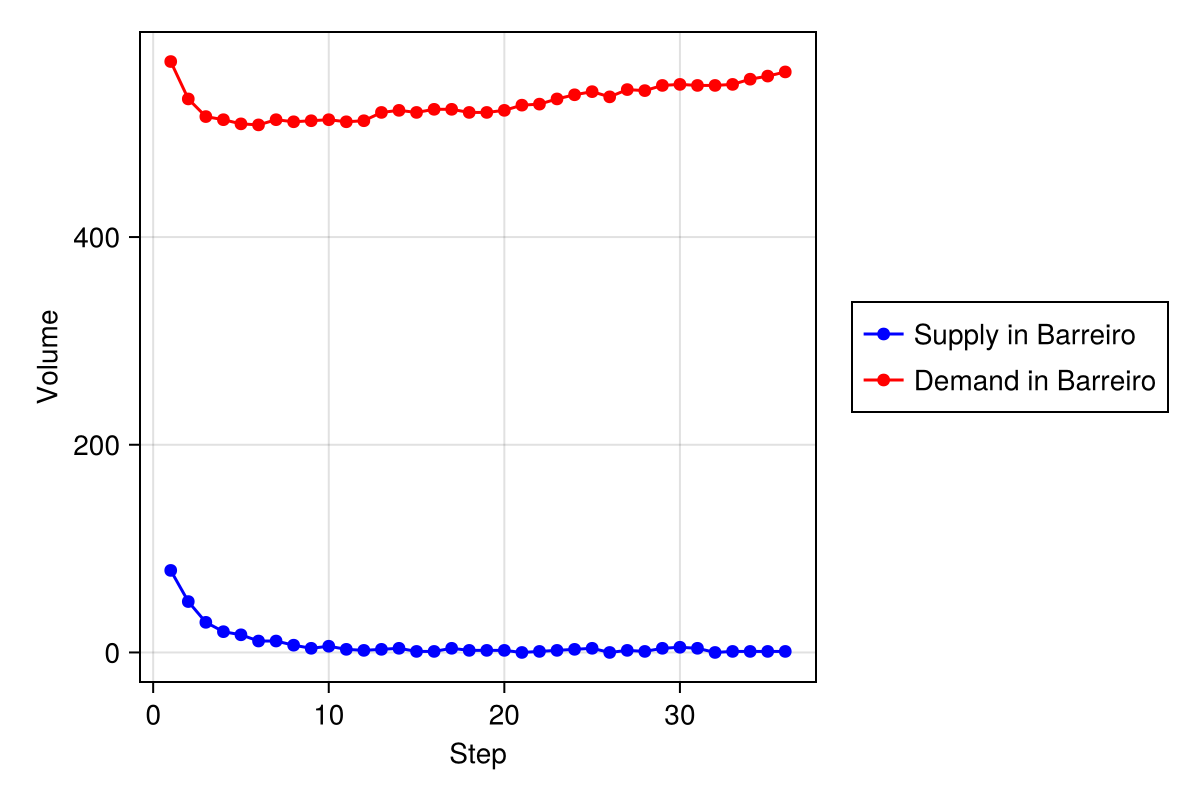 400
200
0
0 10 20 30
Volume
Step
Supply in Barreiro
Demand in Barreiro